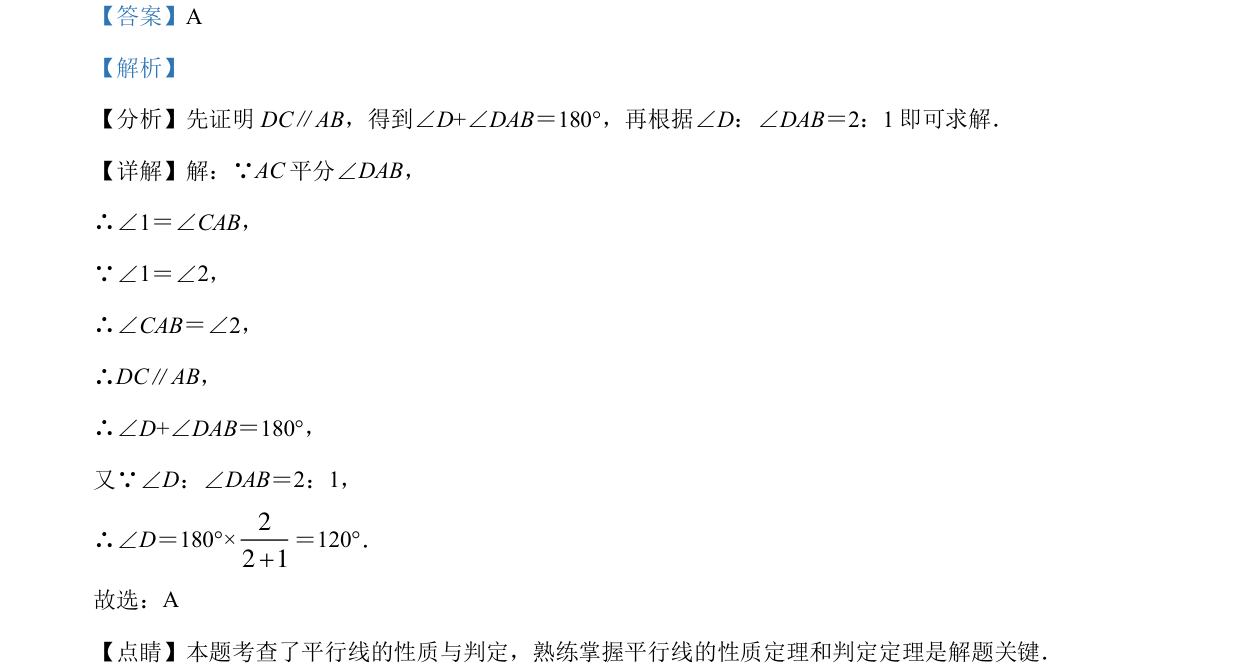 【答案】A
【解析】
【分析】先证明 DC∥AB，得到∠D+∠DAB＝180°，再根据∠D：∠DAB＝2：1 即可求解．
【详解】解：∵AC 平分∠DAB，
∴∠1＝∠CAB，
∵∠1＝∠2，
∴∠CAB＝∠2，
∴DC∥AB，
∴∠D+∠DAB＝180°，
又∵∠D：∠DAB＝2：1，
∴∠D＝180°×$\frac{2}{2+1}$＝120°．
故选：A
【点睛】本题考查了平行线的性质与判定，熟练掌握平行线的性质定理和判定定理是解题关键．